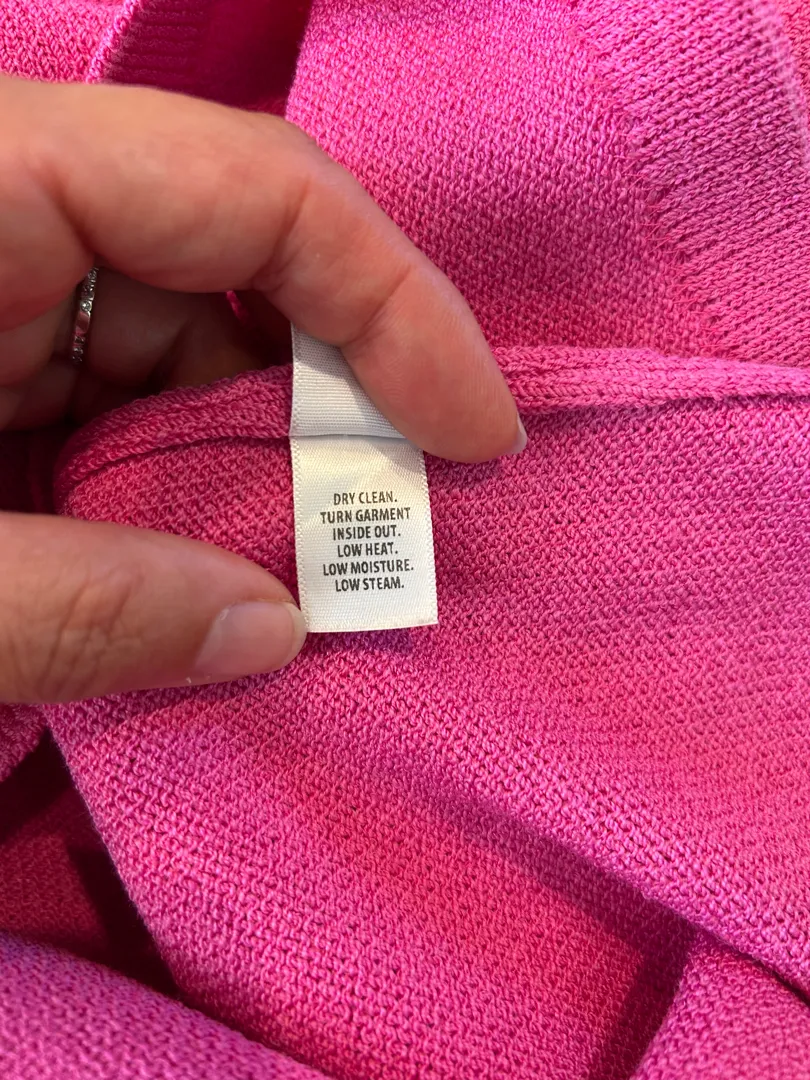 DRY CLEAN.
TURN GARMENT
INSIDE OUT.
LOW HEAT.
LOW MOISTURE.
LOW STEAM.